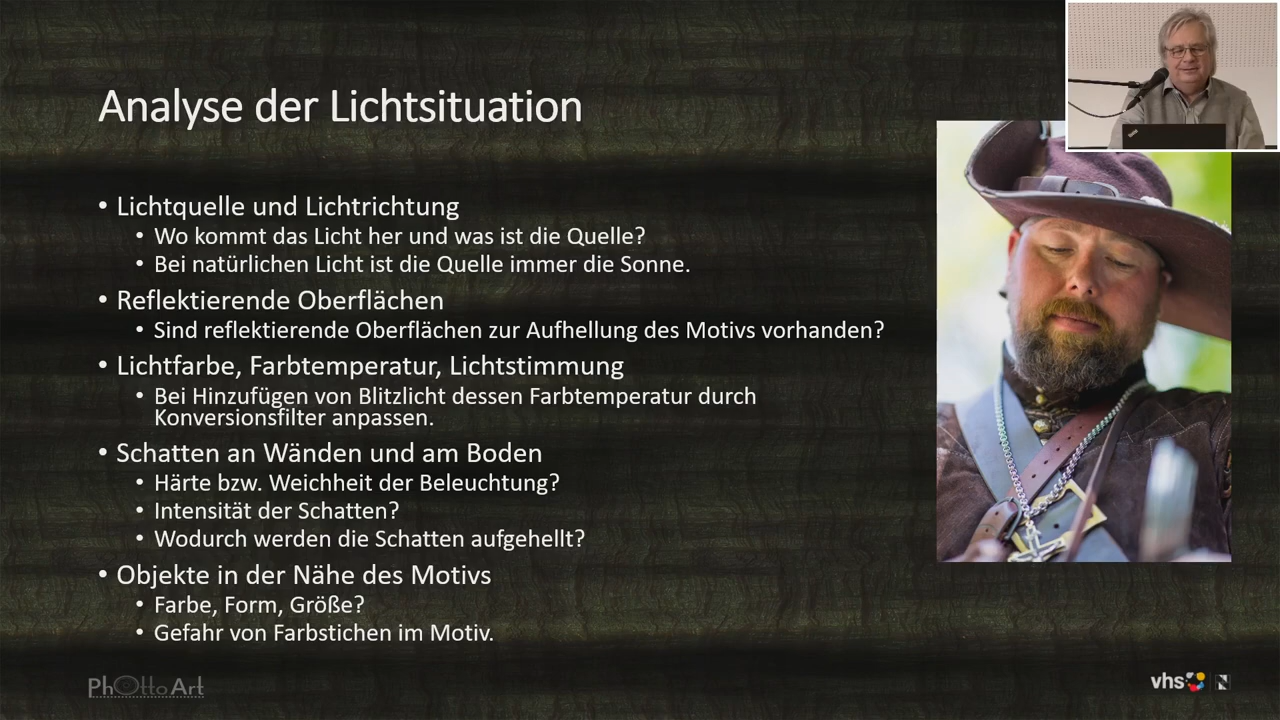 Analyse der Lichtsituation
• Lichtquelle und Lichtrichtung
• Wo kommt das Licht her und was ist die Quelle?
• Bei natürlichen Licht ist die Quelle immer die Sonne.
• Reflektierende Oberflächen
• Sind reflektierende Oberflächen zur Aufhellung des Motivs vorhanden?
• Lichtfarbe, Farbtemperatur, Lichtstimmung
• Bei Hinzufügen von Blitzlicht dessen Farbtemperatur durch
Konversionsfilter anpassen.
• Schatten an Wänden und am Boden
• Härte bzw. Weichheit der Beleuchtung?
• Intensität der Schatten?
• Wodurch werden die Schatten aufgehellt?
• Objekte in der Nähe des Motivs
• Farbe, Form, Größe?
• Gefahr von Farbstichen im Motiv.
PhOtto Art
vhs